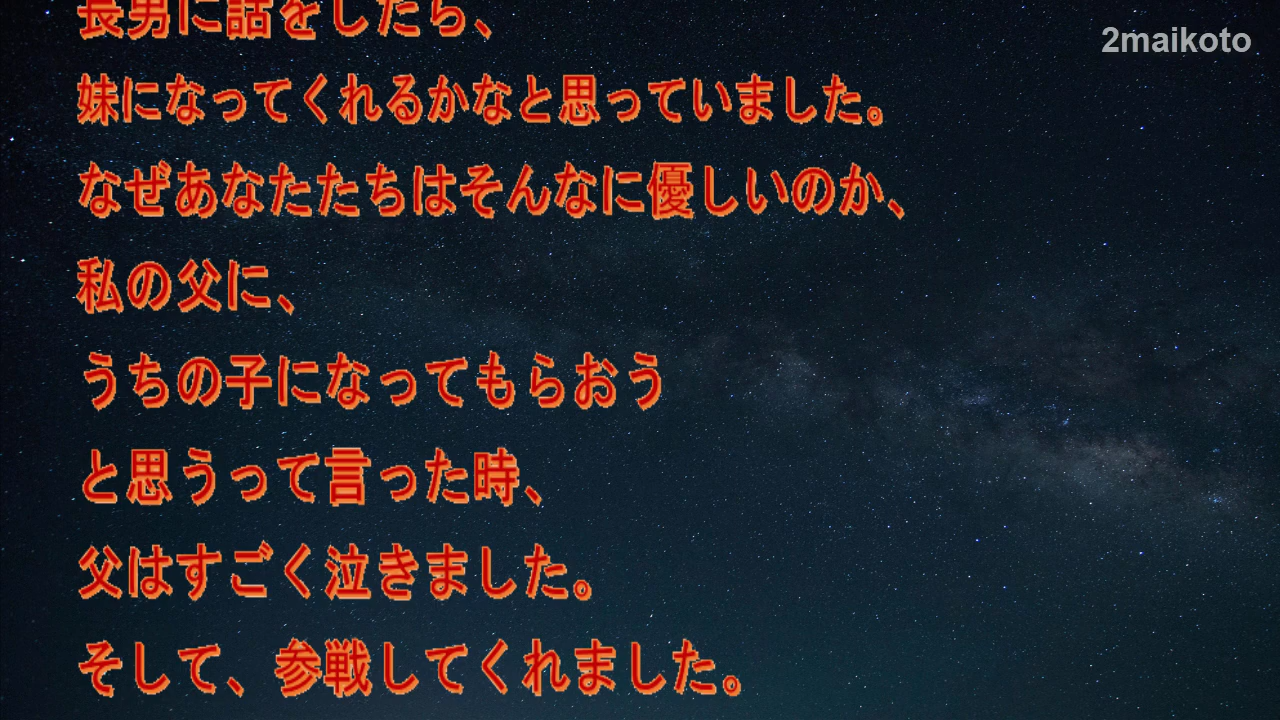 長男に話をしたら、
2maikoto
妹になってくれるかなと思っていました。
なぜあなたたちはそんなに優しいのか、
私の父に、
うちの子になってもらおう
と思うって言った時、
父はすごく泣きました。
そして、参戦してくれました。